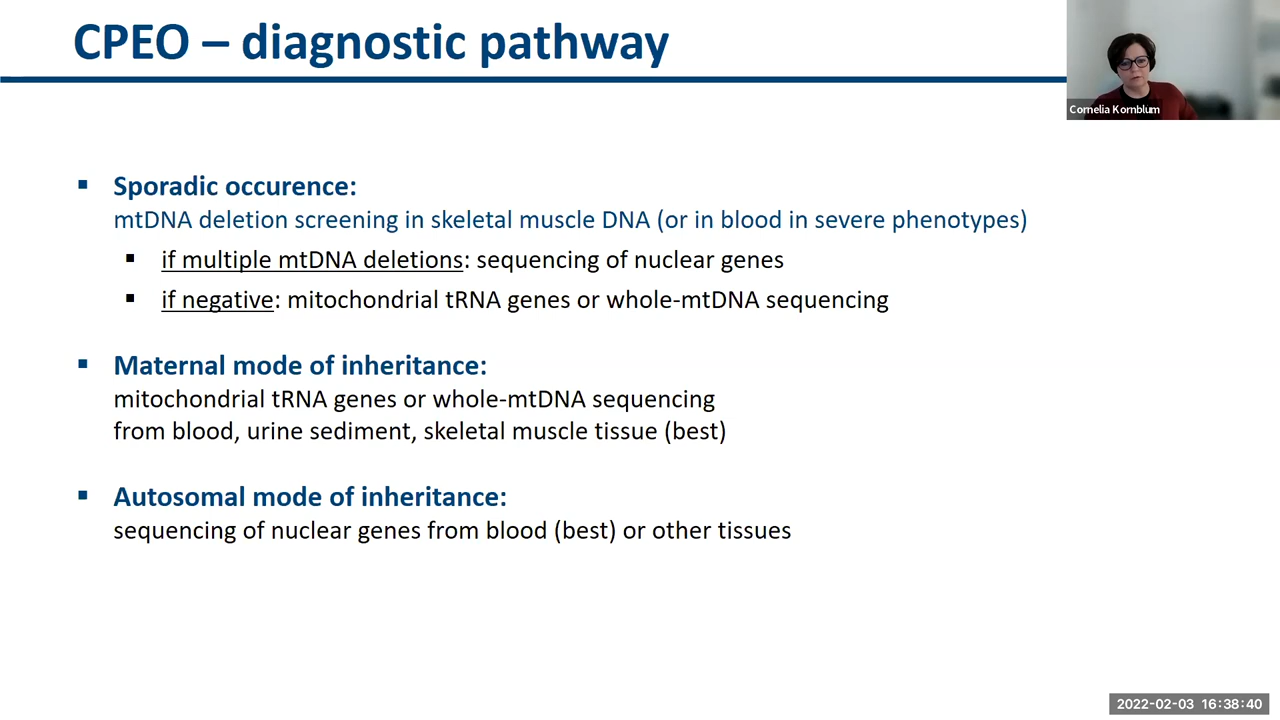 CPEO – diagnostic pathway
Cornelia Kornblum
▪ Sporadic occurence:
mtDNA deletion screening in skeletal muscle DNA (or in blood in severe phenotypes)
▪ if multiple mtDNA deletions: sequencing of nuclear genes
▪ if negative: mitochondrial tRNA genes or whole-mtDNA sequencing
▪ Maternal mode of inheritance:
mitochondrial tRNA genes or whole-mtDNA sequencing
from blood, urine sediment, skeletal muscle tissue (best)
▪ Autosomal mode of inheritance:
sequencing of nuclear genes from blood (best) or other tissues
2022-02-03 16:38:40